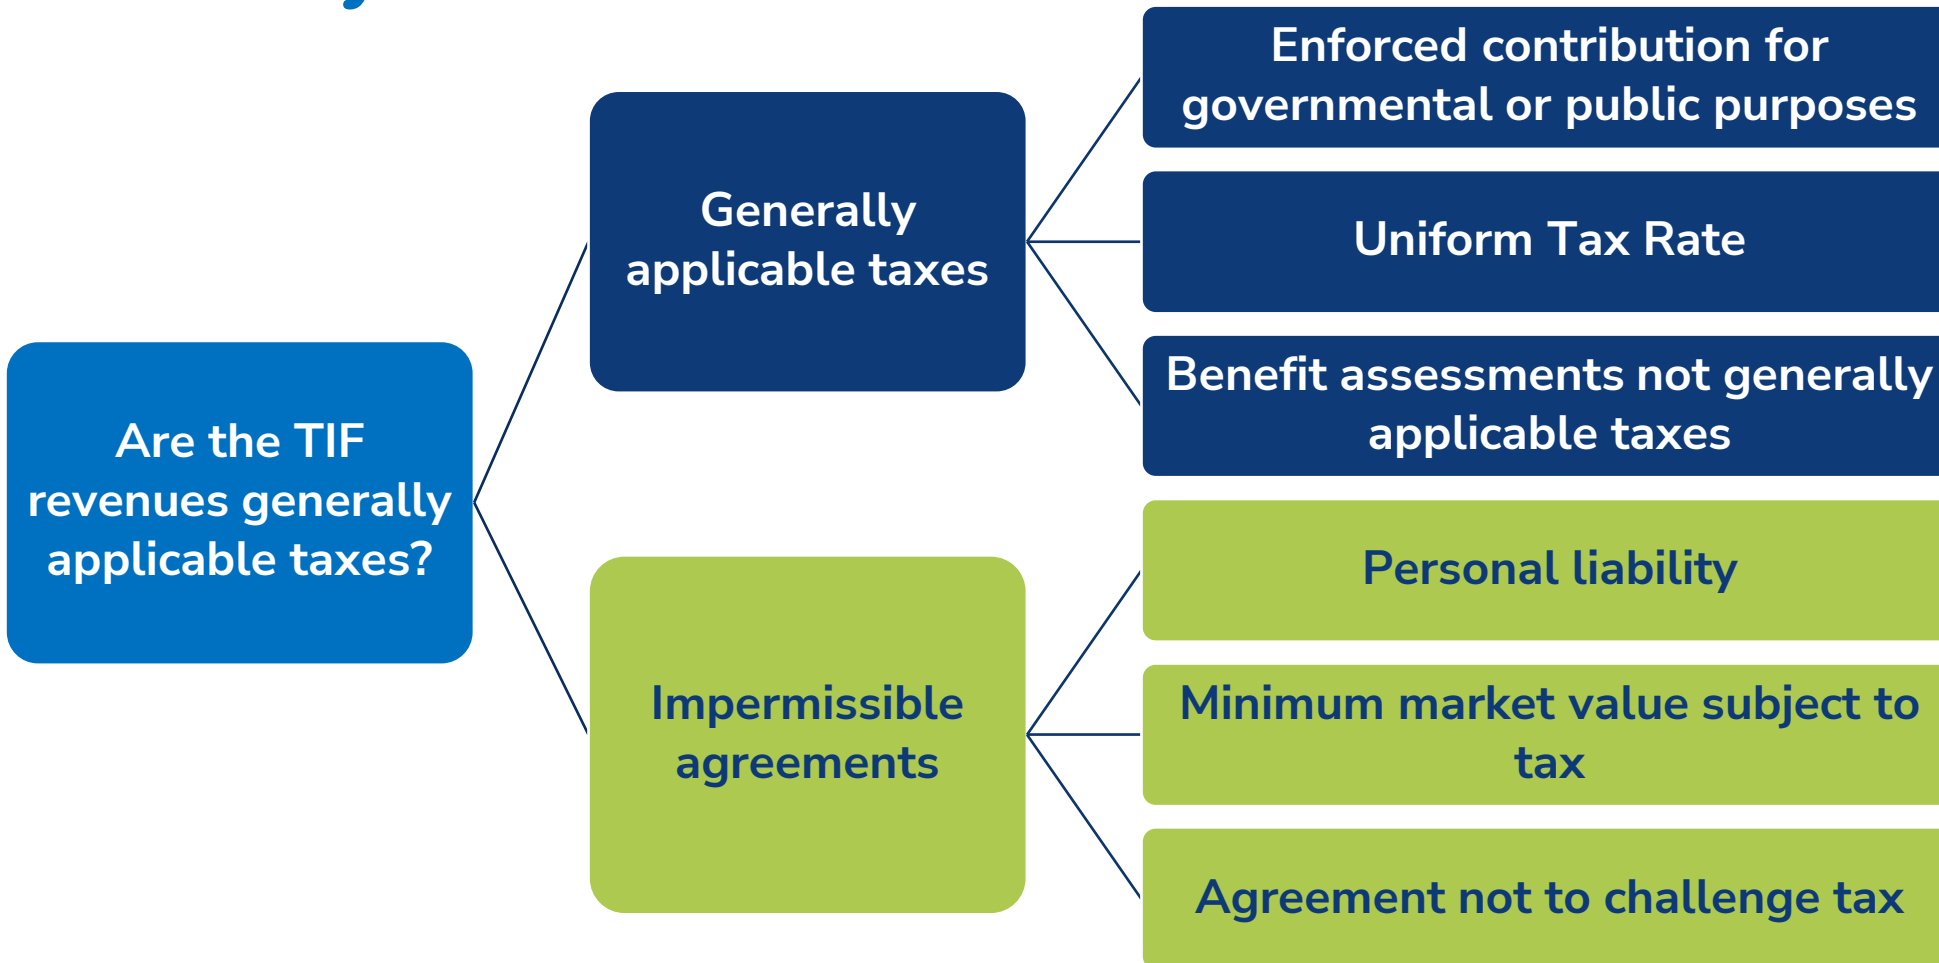 Are the TIF
revenues generally
applicable taxes?
Generally
applicable taxes
Enforced contribution for
governmental or public purposes
Uniform Tax Rate
Benefit assessments not generally
applicable taxes
Impermissible
agreements
Personal liability
Minimum market value subject to
tax
Agreement not to challenge tax